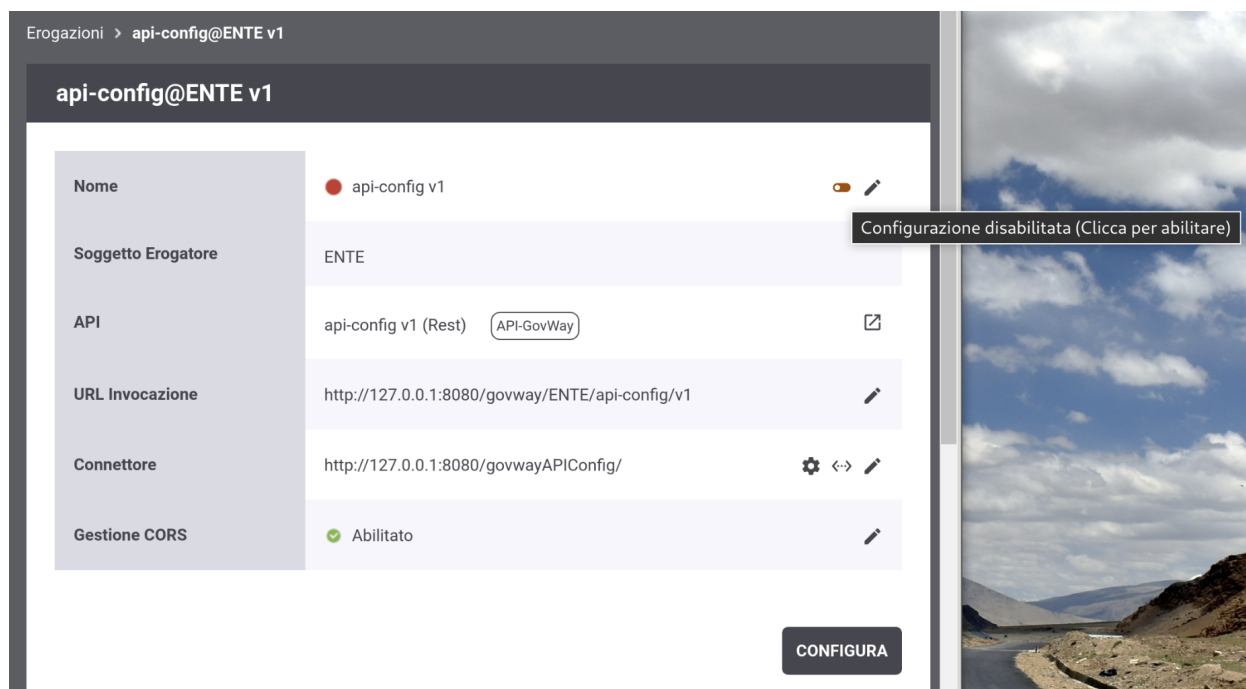 Erogazioni > api-config@ENTE v1
api-config@ENTE v1
Nome api-config v1
Configurazione disabilitata (Clicca per abilitare)
Soggetto Erogatore ENTE
API api-config v1 (Rest) API-GovWay
URL Invocazione http://127.0.0.1:8080/govway/ENTE/api-config/v1
Connettore http://127.0.0.1:8080/govwayAPIConfig/
Gestione CORS Abilitato
CONFIGURA